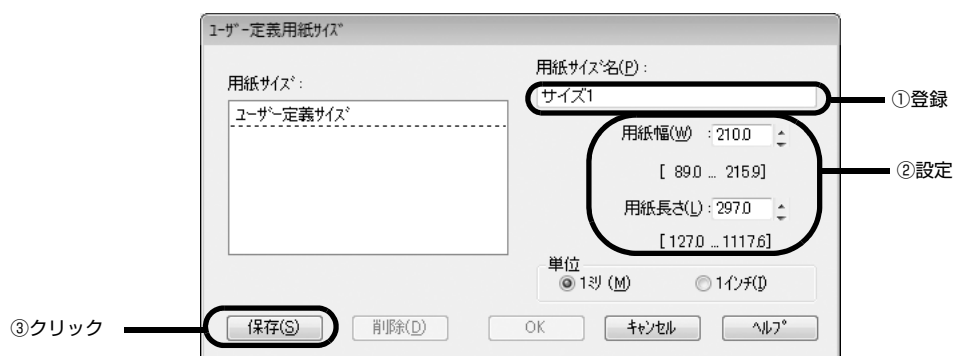 ユーザー定義用紙サイズ
用紙サイズ:
ユーザー定義サイズ
用紙サイズ名(P):
サイズ1
①登録
用紙幅(W) : 210.0
[ 89.0 ... 215.9]
用紙長さ(L) : 297.0
[127.0 ... 1117.6]
②設定
単位
1ミリ (M)
1インチ(I)
③クリック
保存(S)
削除(D)
OK
キャンセル
ヘルプ